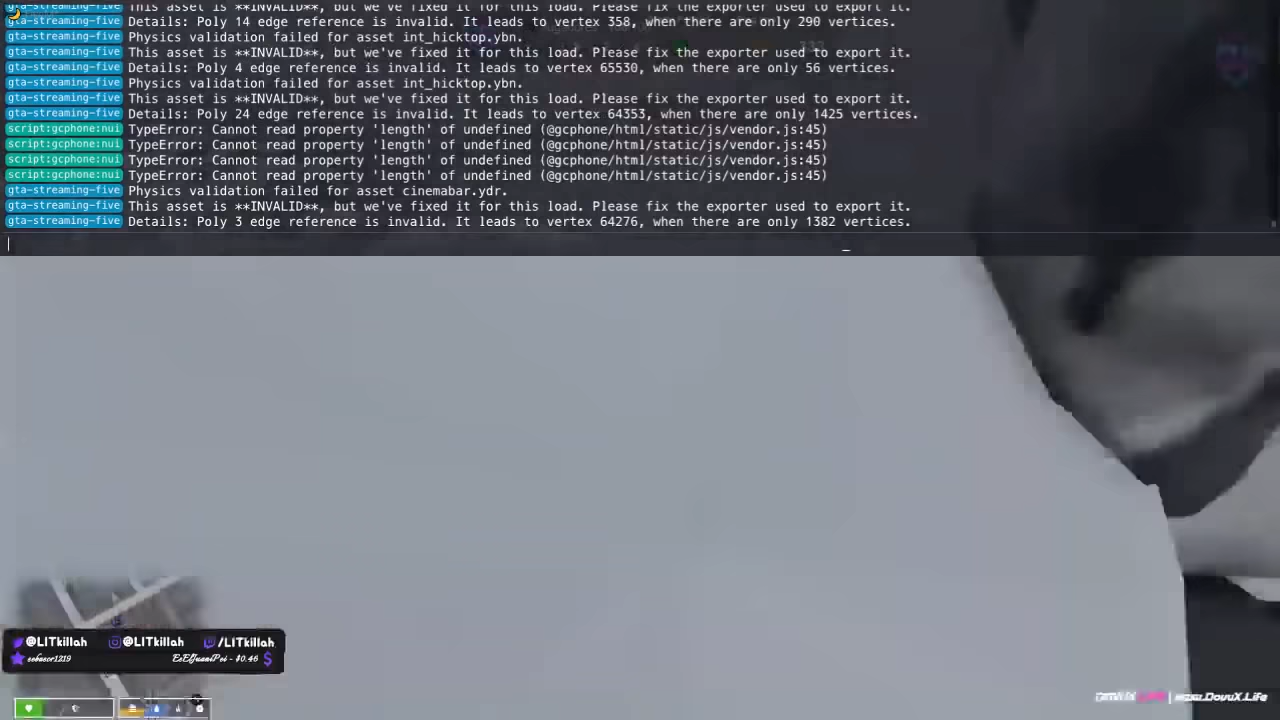 gta-streaming-five This asset is **INVALID**, but we've fixed it for this load. Please fix the exporter used to export it.
gta-streaming-five Details: Poly 14 edge reference is invalid. It leads to vertex 358, when there are only 290 vertices.
gta-streaming-five Physics validation failed for asset int_hicktop.ybn.
gta-streaming-five This asset is **INVALID**, but we've fixed it for this load. Please fix the exporter used to export it.
gta-streaming-five Details: Poly 4 edge reference is invalid. It leads to vertex 65530, when there are only 56 vertices.
gta-streaming-five Physics validation failed for asset int_hicktop.ybn.
gta-streaming-five This asset is **INVALID**, but we've fixed it for this load. Please fix the exporter used to export it.
gta-streaming-five Details: Poly 24 edge reference is invalid. It leads to vertex 64353, when there are only 1425 vertices.
script:gcphone:nui TypeError: Cannot read property 'length' of undefined (@gcphone/html/static/js/vendor.js:45)
script:gcphone:nui TypeError: Cannot read property 'length' of undefined (@gcphone/html/static/js/vendor.js:45)
script:gcphone:nui TypeError: Cannot read property 'length' of undefined (@gcphone/html/static/js/vendor.js:45)
script:gcphone:nui TypeError: Cannot read property 'length' of undefined (@gcphone/html/static/js/vendor.js:45)
gta-streaming-five Physics validation failed for asset cinemabar.ydr.
gta-streaming-five This asset is **INVALID**, but we've fixed it for this load. Please fix the exporter used to export it.
gta-streaming-five Details: Poly 3 edge reference is invalid. It leads to vertex 64276, when there are only 1382 vertices.
@LITkillah @LITkillah /LITkillah
sebascr1219 EsElJuaniPei - $0.46
| www.DovuX.Life